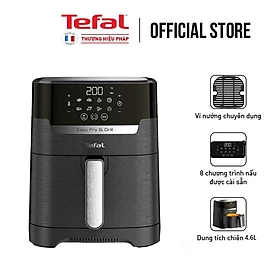 Tefal
THƯƠNG HIỆU PHÁP
OFFICIAL STORE
200
Easy Fry & Grill
Tefal
Vỉ nướng chuyên dụng
8 chương trình nấu
được cài sẵn
Dung tích chiên 4.6L